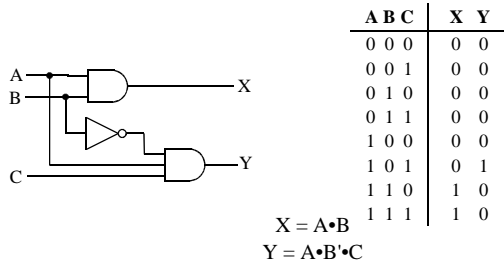 A B C X Y
0 0 0 0 0
0 0 1 0 0
0 1 0 0 0
0 1 1 0 0
1 0 0 0 0
1 0 1 0 1
1 1 0 1 0
1 1 1 1 0
A
B
C
X
Y
X = A•B
Y = A•B'•C